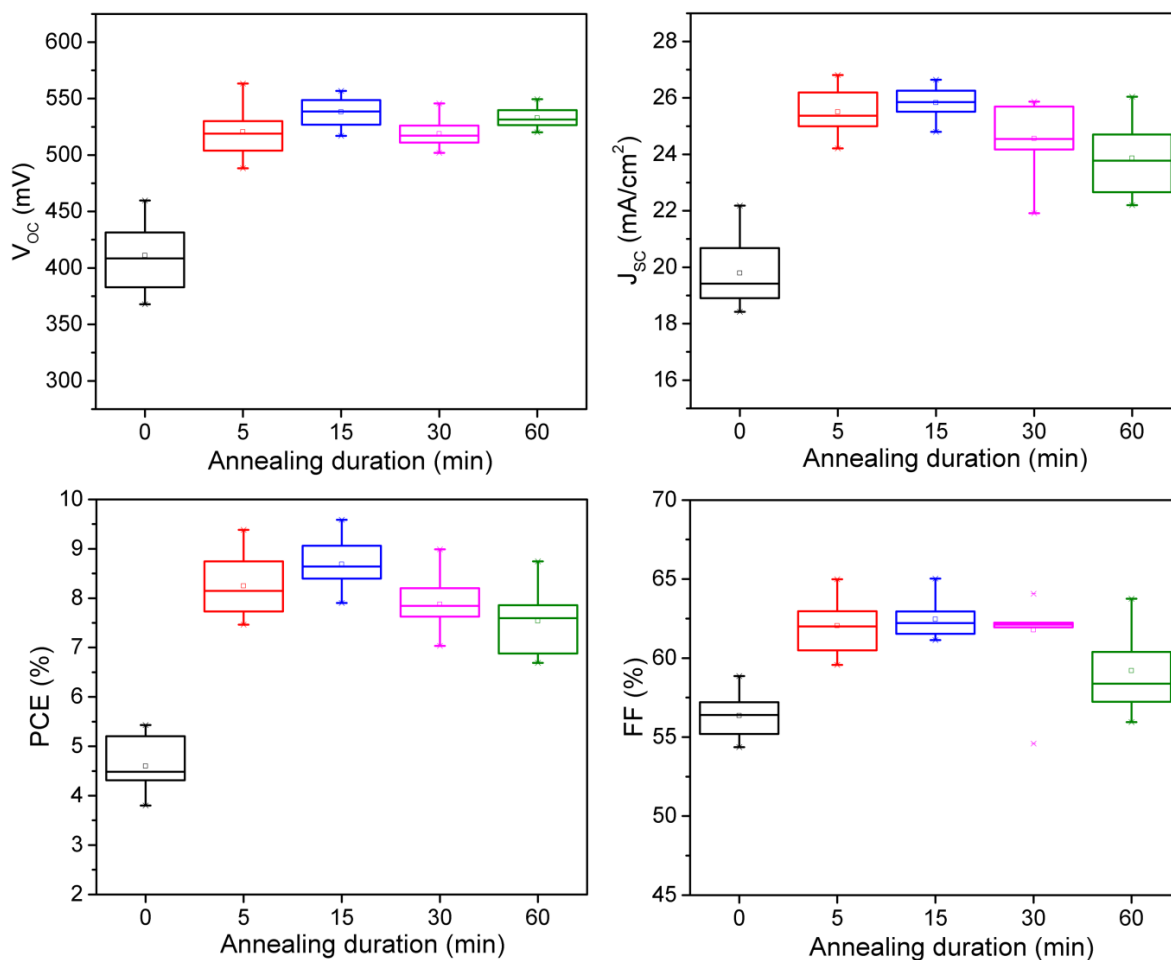 600
550
500
450
400
350
300
V_OC (mV)
0 5 15 30 60
Annealing duration (min)
28
26
24
22
20
18
16
J_SC (mA/cm²)
0 5 15 30 60
Annealing duration (min)
10
9
8
7
6
5
4
3
2
PCE (%)
0 5 15 30 60
Annealing duration (min)
70
65
60
55
50
45
FF (%)
0 5 15 30 60
Annealing duration (min)